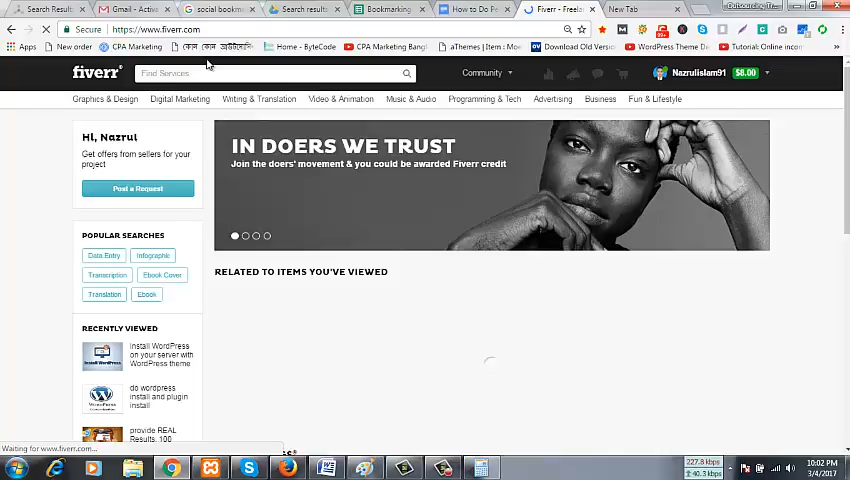 Search Result
Gmail - Activa
social bookm
Search results
Bookmarking
How to Do Pe
Fiverr - Freela
New Tab
Secure https://www.fiverr.com
Apps
New order
CPA Marketing
Home - ByteCode
CPA Marketing Bang
aThemes | Item : Mo
Download Old Version
WordPress Theme De
Tutorial: Online shop
fiverr
Find Services
Community
Nazrulislam91 $8.00
Graphics & Design Digital Marketing Writing & Translation Video & Animation Music & Audio Programming & Tech Advertising Business Fun & Lifestyle
Hi, Nazrul
Get offers from sellers for your
project
Post a Request
IN DOERS WE TRUST
Join the doers' movement & you could be awarded Fiverr credit
POPULAR SEARCHES
Data Entry Infographic
Transcription Ebook Cover
Translation Ebook
RELATED TO ITEMS YOU'VE VIEWED
RECENTLY VIEWED
Install WordPress
on your server with
WordPress theme
do wordpress
install and plugin
install
provide REAL
Results, 100
Waiting for www.fiverr.com...
227.8 kbps
40.3 kbps
10:02 PM
3/4/2017